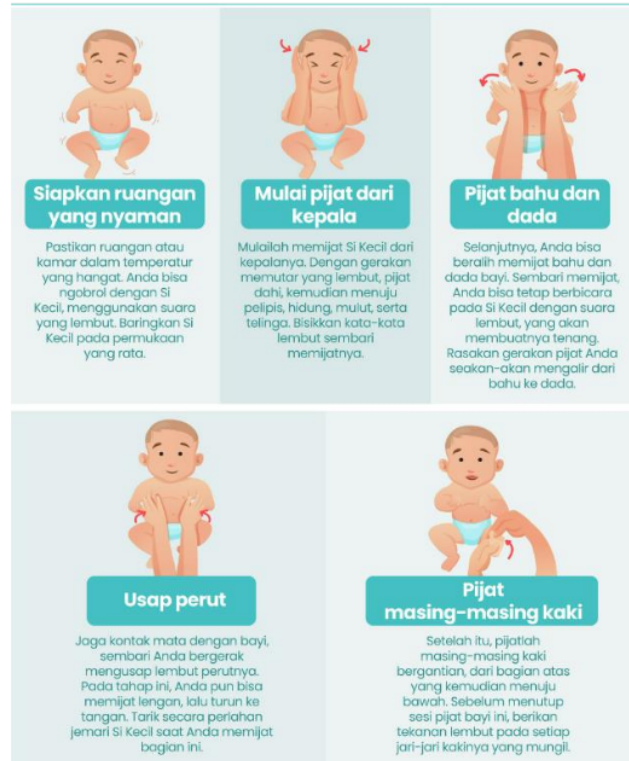 Siapkan ruangan
yang nyaman
Pastikan ruangan atau
kamar dalam temperatur
yang hangat. Anda bisa
ngobrol dengan Si
Kecil, menggunakan suara
yang lembut. Baringkan Si
Kecil pada permukaan
yang rata.
Mulai pijat dari
kepala
Mulailah memijat Si Kecil dari
kepalanya. Dengan gerakan
memutar yang lembut, pijat
dahi, kemudian menuju
pelipis, hidung, mulut, serta
telinga. Bisikkan kata-kata
lembut sembari
memijatnya.
Pijat bahu dan
dada
Selanjutnya, Anda bisa
beralih memijat bahu dan
dada bayi. Sembari memijat,
Anda bisa tetap berbicara
pada Si Kecil dengan suara
lembut, yang akan
membuatnya tenang.
Rasakan gerakan pijat Anda
seakan-akan mengalir dari
bahu ke dada.
Usap perut
Jaga kontak mata dengan bayi,
sembari Anda bergerak
mengusap lembut perutnya.
Pada tahap ini, Anda pun bisa
memijat lengan, lalu turun ke
tangan. Tarik secara perlahan
jemari Si Kecil saat Anda memijat
bagian ini.
Pijat
masing-masing kaki
Setelah itu, pijatlah
masing-masing kaki
bergantian, dari bagian atas
yang kemudian menuju
bawah. Sebelum menutup
sesi pijat bayi ini, berikan
tekanan lembut pada setiap
jari-jari kakinya yang mungil.